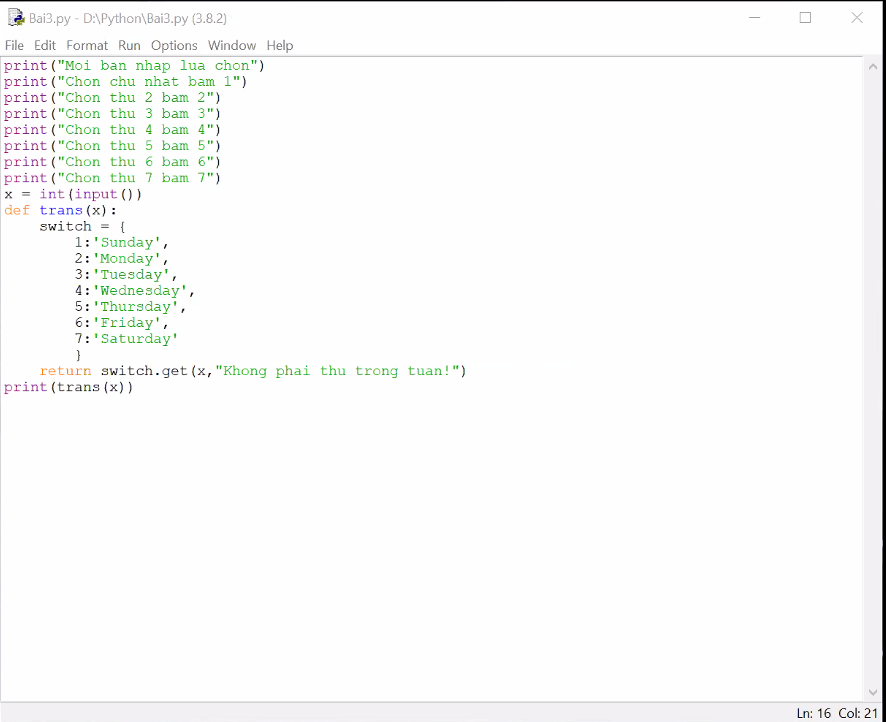 Bai3.py - D:\Python\Bai3.py (3.8.2)
File Edit Format Run Options Window Help
print("Moi ban nhap lua chon")
print("Chon chu nhat bam 1")
print("Chon thu 2 bam 2")
print("Chon thu 3 bam 3")
print("Chon thu 4 bam 4")
print("Chon thu 5 bam 5")
print("Chon thu 6 bam 6")
print("Chon thu 7 bam 7")
x = int(input())
def trans(x):
    switch = {
        1:'Sunday',
        2:'Monday',
        3:'Tuesday',
        4:'Wednesday',
        5:'Thursday',
        6:'Friday',
        7:'Saturday'
        }
    return switch.get(x,"Khong phai thu trong tuan!")
print(trans(x))
Ln: 16 Col: 21